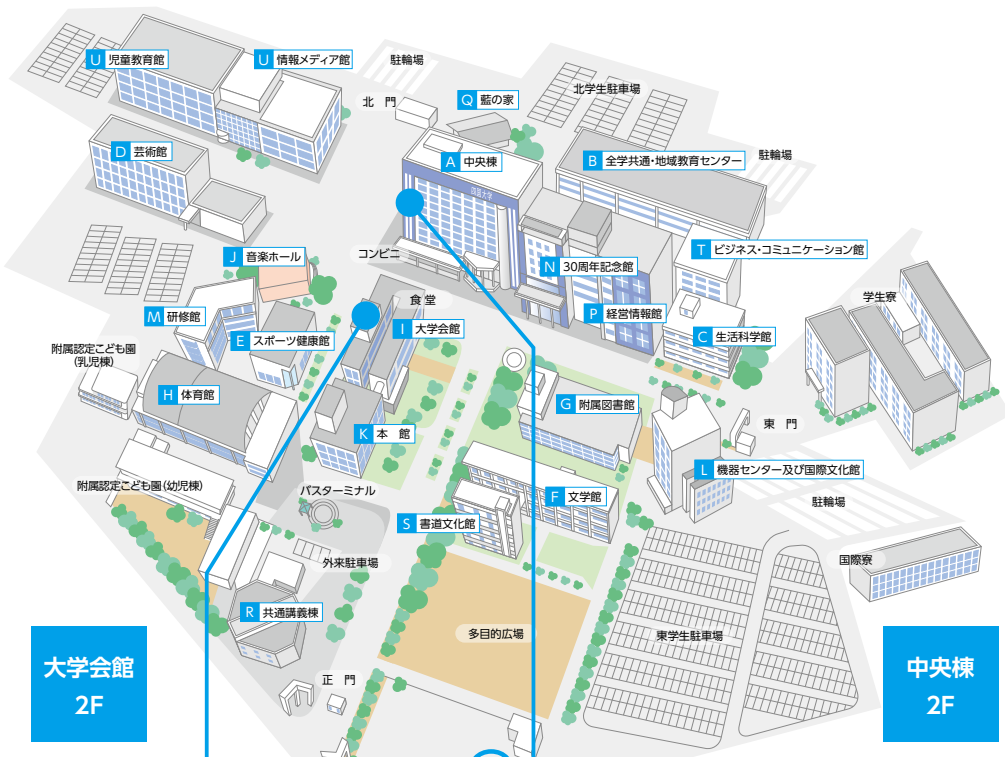 U 児童教育館
U 情報メディア館
駐輪場
北 門
Q 藍の家
北学生駐車場
D 芸術館
A 中央棟
B 全学共通・地域教育センター
駐輪場
J 音楽ホール
コンビニ
N 30周年記念館
T ビジネス・コミュニケーション館
M 研修館
食 堂
P 経営情報館
学生寮
E スポーツ健康館
I 大学会館
C 生活科学館
附属認定こども園
(乳児棟)
H 体育館
G 附属図書館
K 本 館
東 門
L 機器センター及び国際文化館
附属認定こども園(幼児棟)
バスターミナル
F 文学館
駐輪場
S 書道文化館
外来駐車場
国際寮
R 共通講義棟
多目的広場
東学生駐車場
正 門
大学会館
2F
中央棟
2F